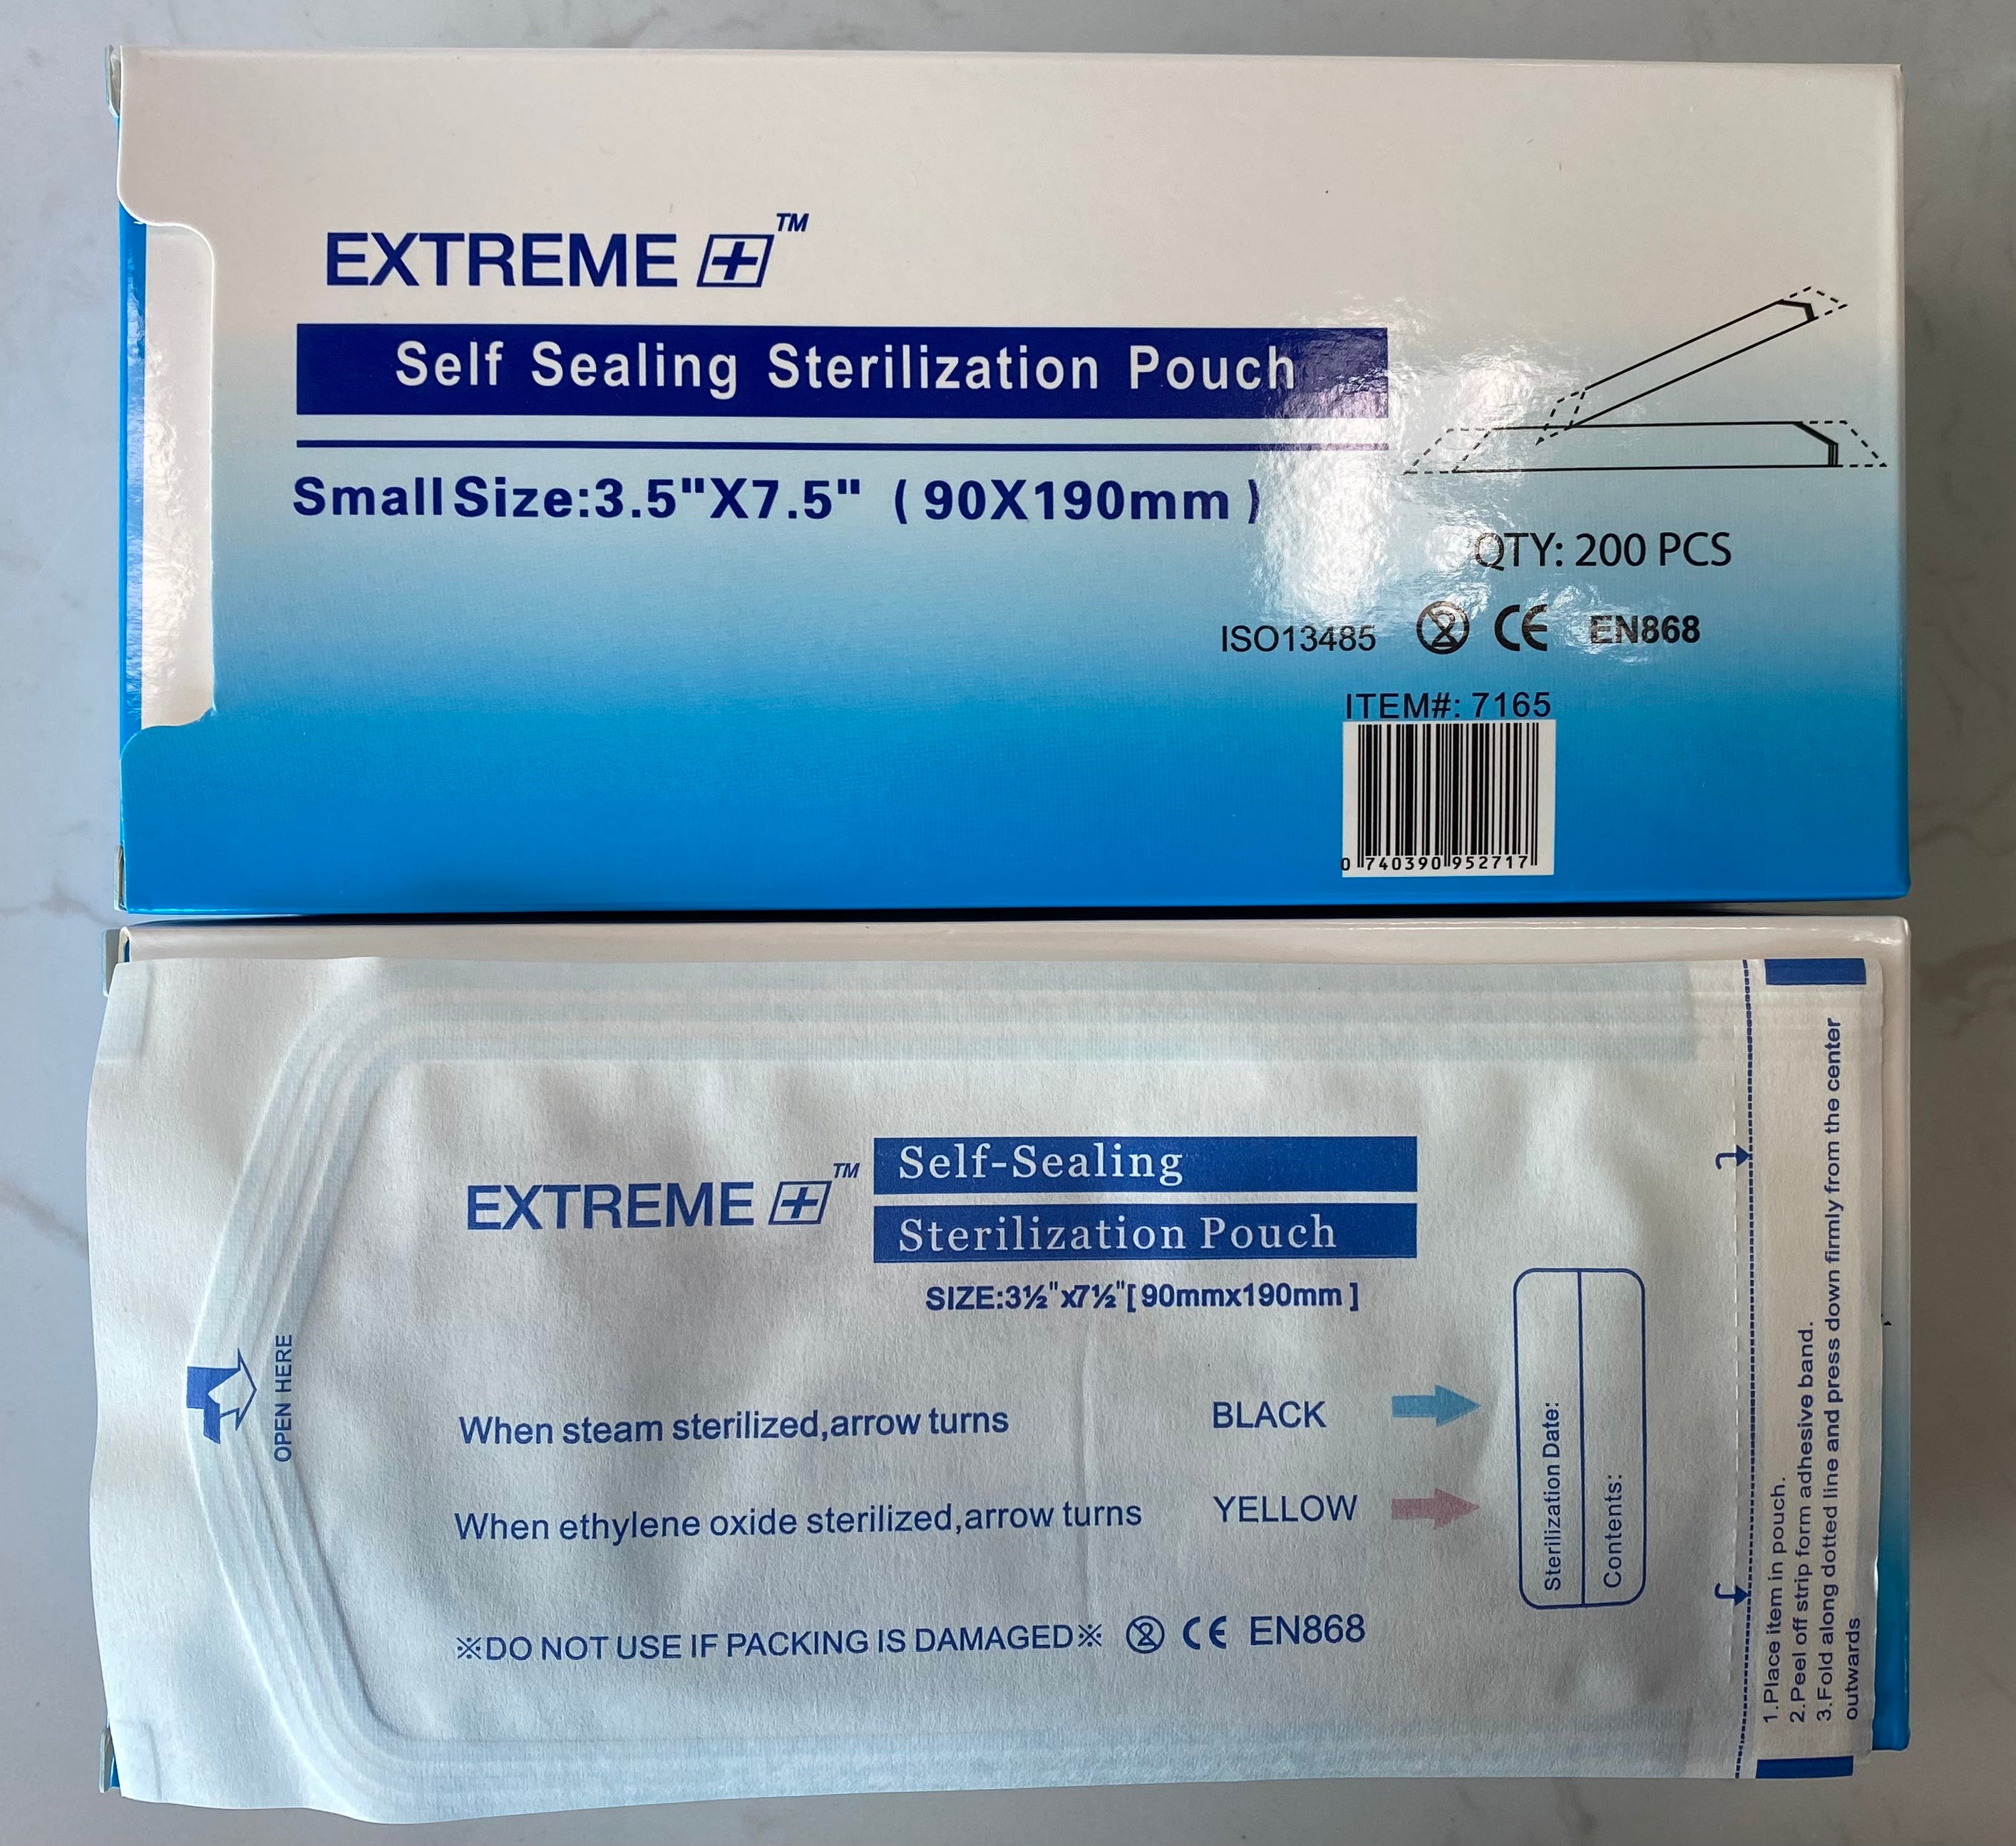 EXTREME ™
Self Sealing Sterilization Pouch
Small Size:3.5"X7.5" (90X190mm)
QTY: 200 PCS
ISO13485 CE EN868
ITEM#: 7165
0 740390 952717
EXTREME ™
Self-Sealing
Sterilization Pouch
SIZE:3½"x7½"[90mmx190mm]
OPEN HERE
When steam sterilized,arrow turns BLACK
When ethylene oxide sterilized,arrow turns YELLOW
※DO NOT USE IF PACKING IS DAMAGED※ CE EN868
Sterilization Date:
Contents:
1.Place item in pouch.
2.Peel off strip form adhesive band.
3.Fold along dotted line and press down firmly from the center
outwards